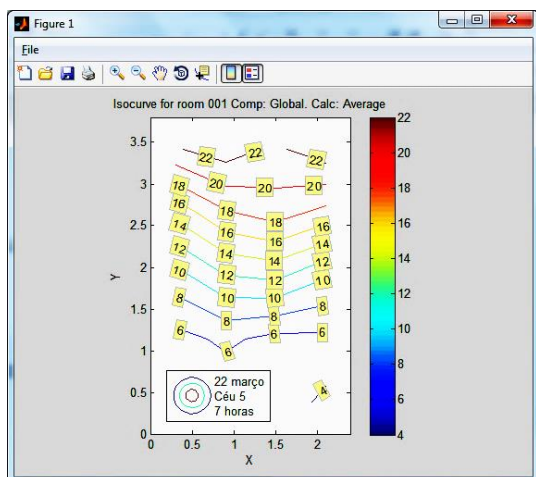 Figure 1
File
Isocurve for room 001 Comp: Global. Calc: Average
3.5
3
2.5
2
1.5
1
0.5
0
Y
22 22 22
20 20 20
18 18 18
16 16 16 16
14 14 14 14
12 12 12 12
10 10 10 10
8 8 8 8
6 6 6 6
4
22 março
Céu 5
7 horas
0 0.5 1 1.5 2
X
22
20
18
16
14
12
10
8
6
4